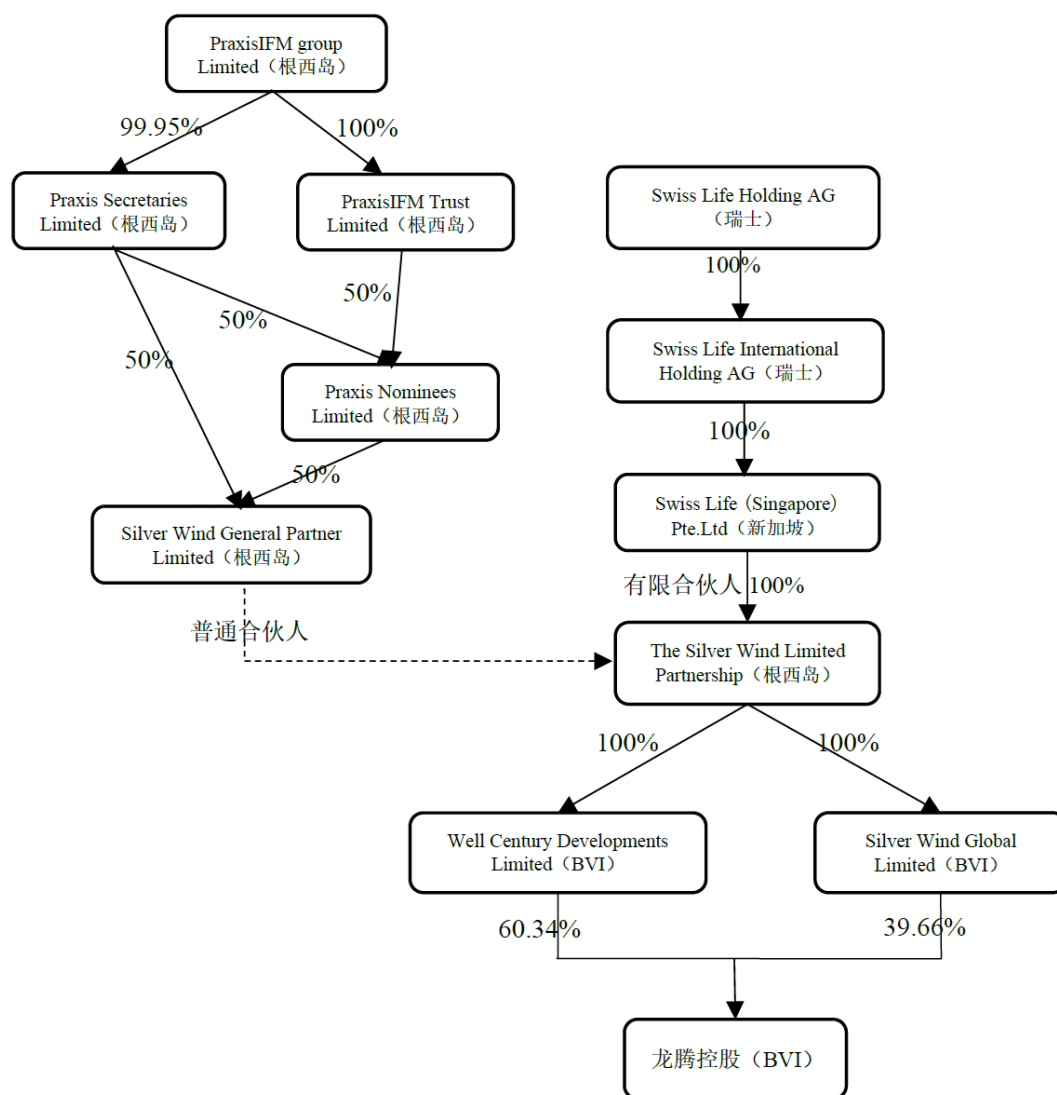 PraxisIFM group
Limited（根西岛）
99.95%
100%
Praxis Secretaries
Limited（根西岛）
PraxisIFM Trust
Limited（根西岛）
Swiss Life Holding AG
（瑞士）
100%
50%
50%
50%
Swiss Life International
Holding AG（瑞士）
Praxis Nominees
Limited（根西岛）
100%
50%
Silver Wind General Partner
Limited（根西岛）
Swiss Life (Singapore)
Pte.Ltd（新加坡）
有限合伙人 100%
普通合伙人
The Silver Wind Limited
Partnership（根西岛）
100%
100%
Well Century Developments
Limited（BVI）
Silver Wind Global
Limited（BVI）
60.34%
39.66%
龙腾控股（BVI）